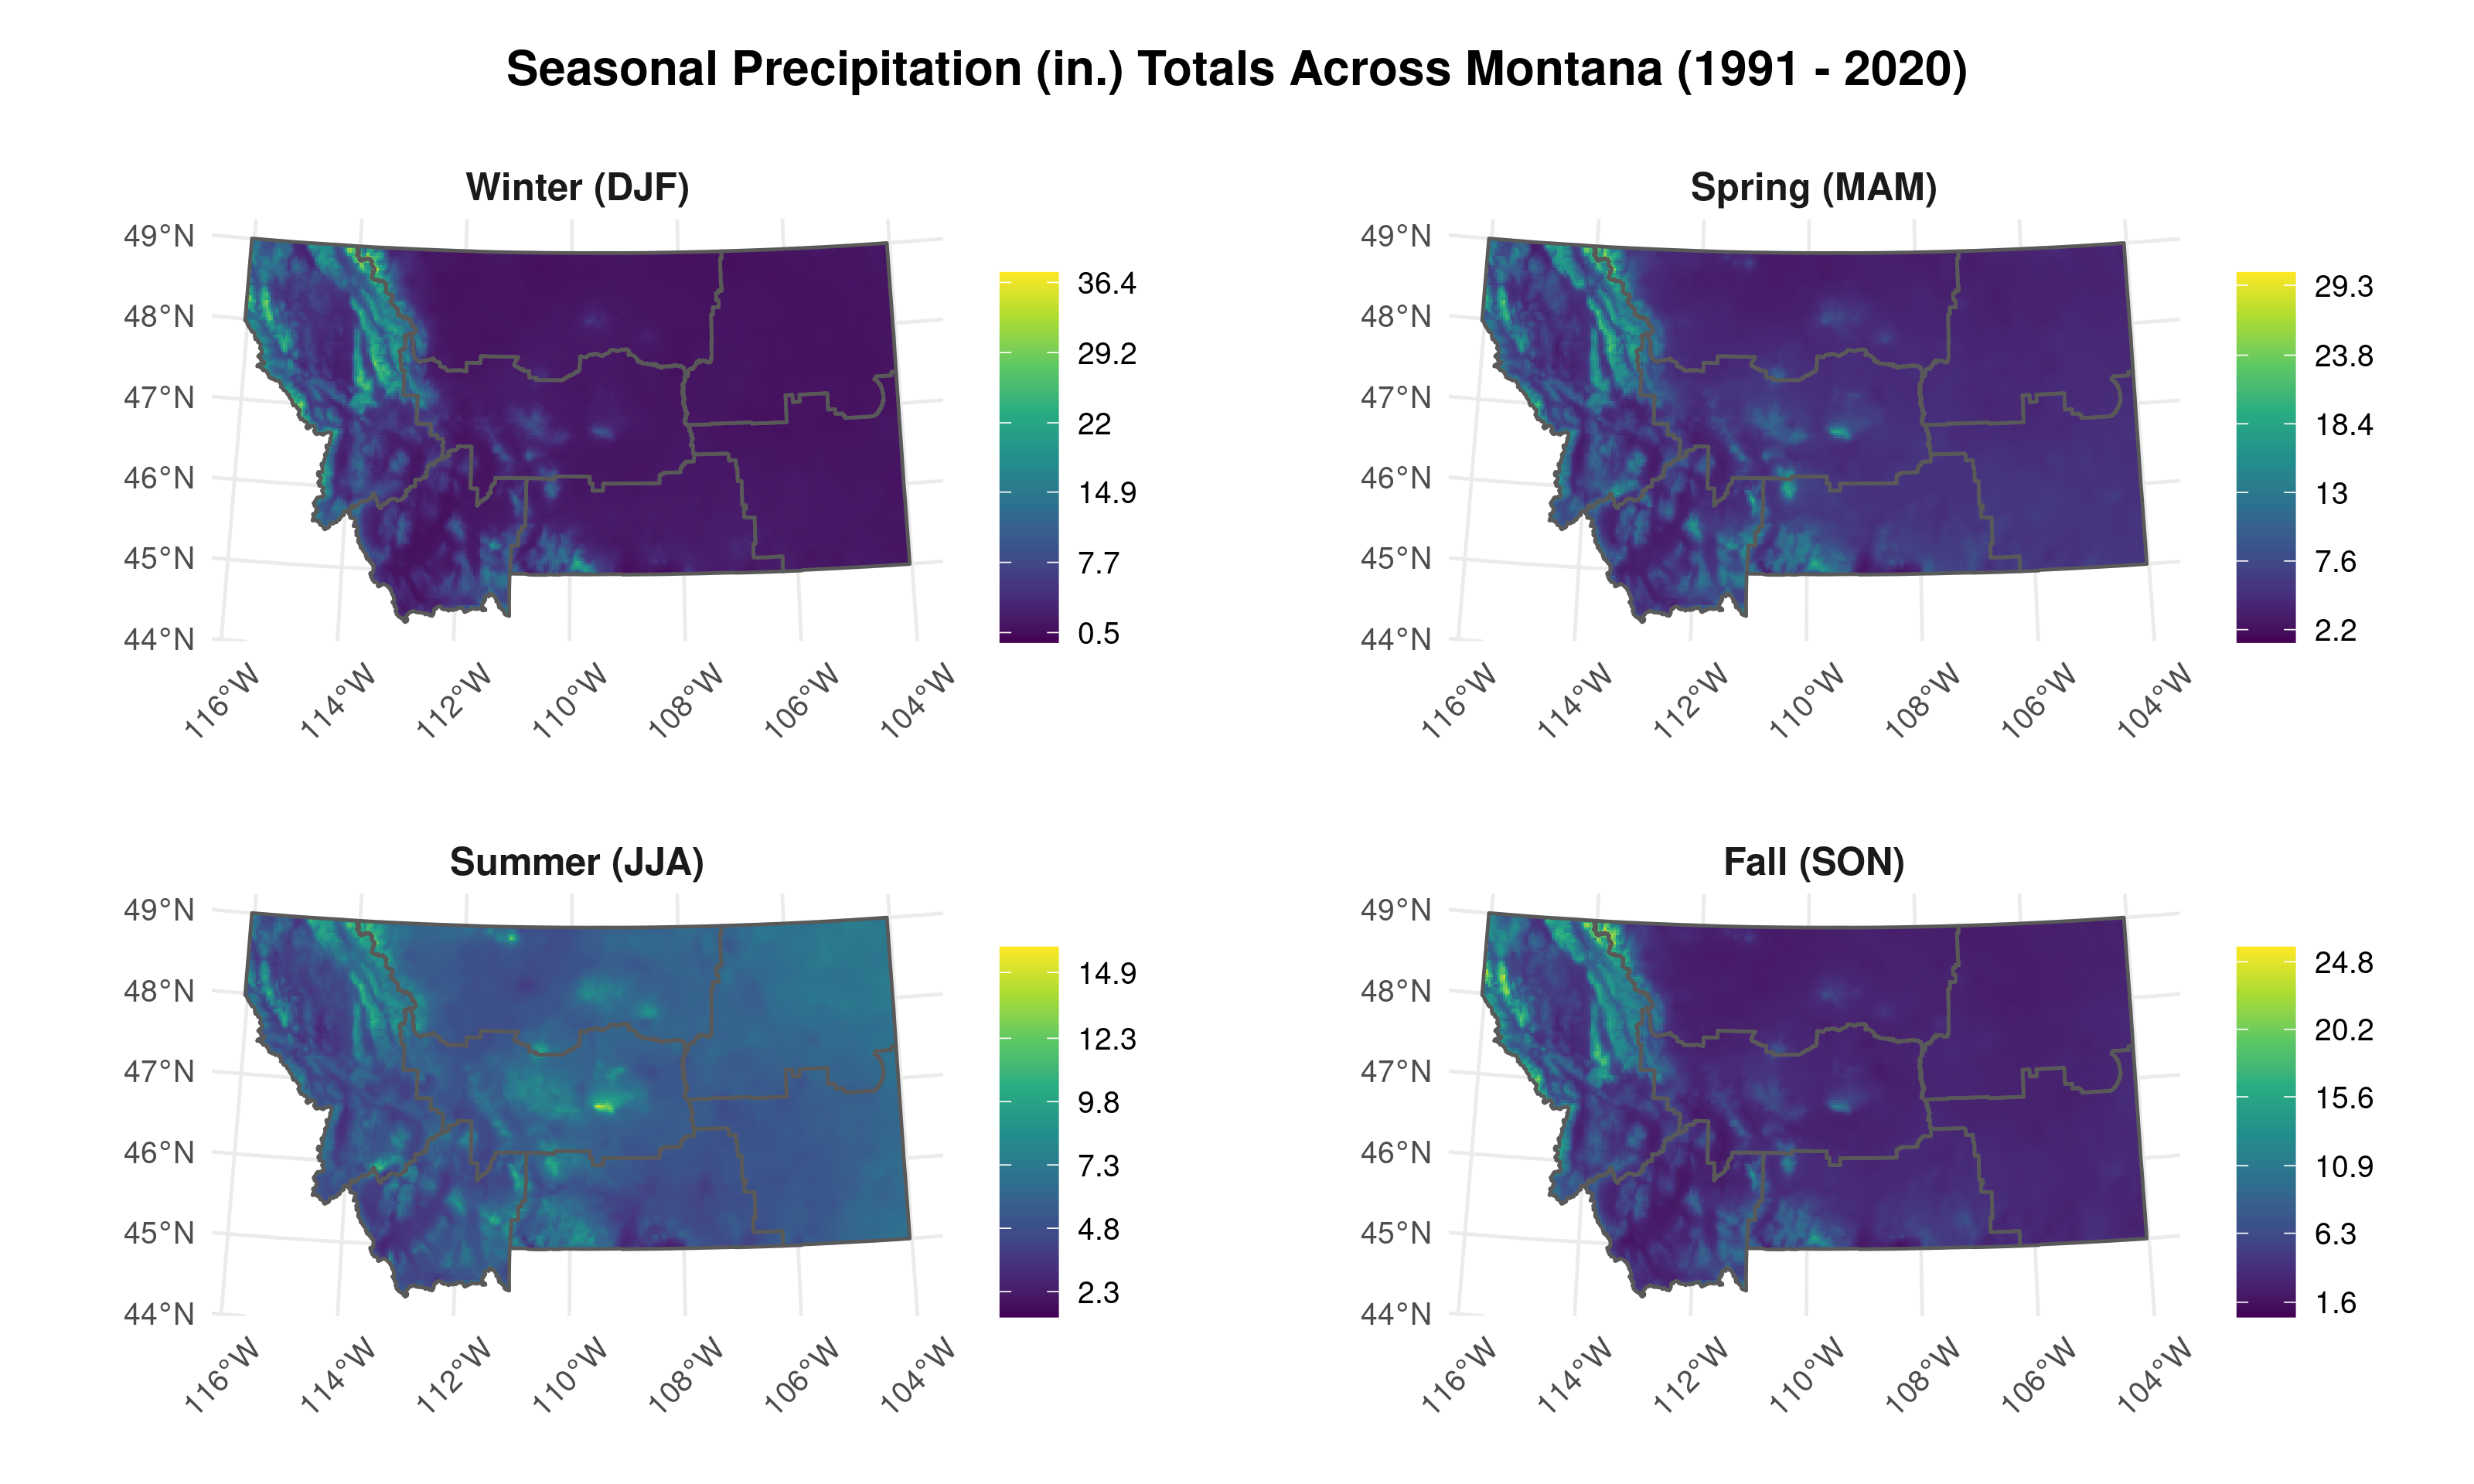 Seasonal Precipitation (in.) Totals Across Montana (1991 - 2020)
Winter (DJF)
49°N
48°N
47°N
46°N
45°N
44°N
116°W
114°W
112°W
110°W
108°W
106°W
104°W
36.4
29.2
22
14.9
7.7
0.5
Spring (MAM)
49°N
48°N
47°N
46°N
45°N
44°N
116°W
114°W
112°W
110°W
108°W
106°W
104°W
29.3
23.8
18.4
13
7.6
2.2
Summer (JJA)
49°N
48°N
47°N
46°N
45°N
44°N
116°W
114°W
112°W
110°W
108°W
106°W
104°W
14.9
12.3
9.8
7.3
4.8
2.3
Fall (SON)
49°N
48°N
47°N
46°N
45°N
44°N
116°W
114°W
112°W
110°W
108°W
106°W
104°W
24.8
20.2
15.6
10.9
6.3
1.6